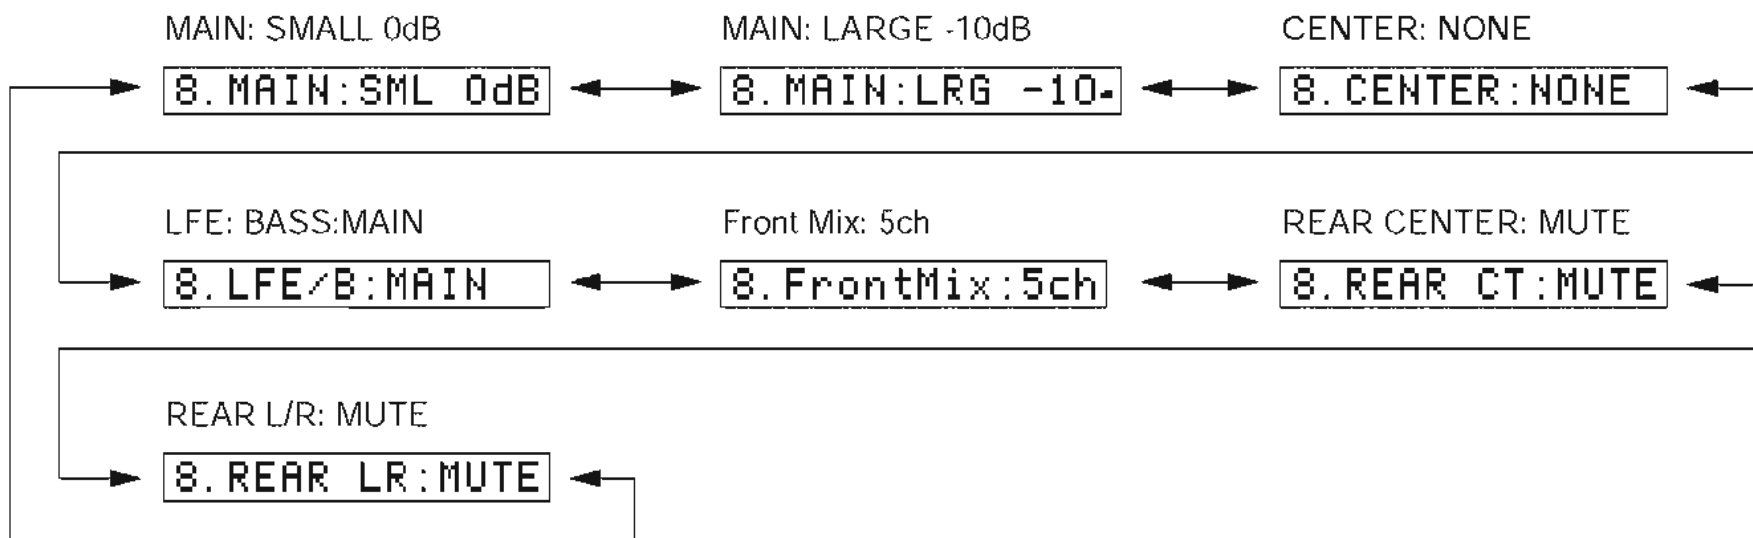 MAIN: SMALL 0dB MAIN: LARGE -10dB CENTER: NONE
8.MAIN:SML 0dB 8.MAIN:LRG -10 8.CENTER:NONE
LFE: BASS:MAIN Front Mix: 5ch REAR CENTER: MUTE
8.LFE/B:MAIN 8.FrontMix:5ch 8.REAR CT:MUTE
REAR L/R: MUTE
8.REAR LR:MUTE